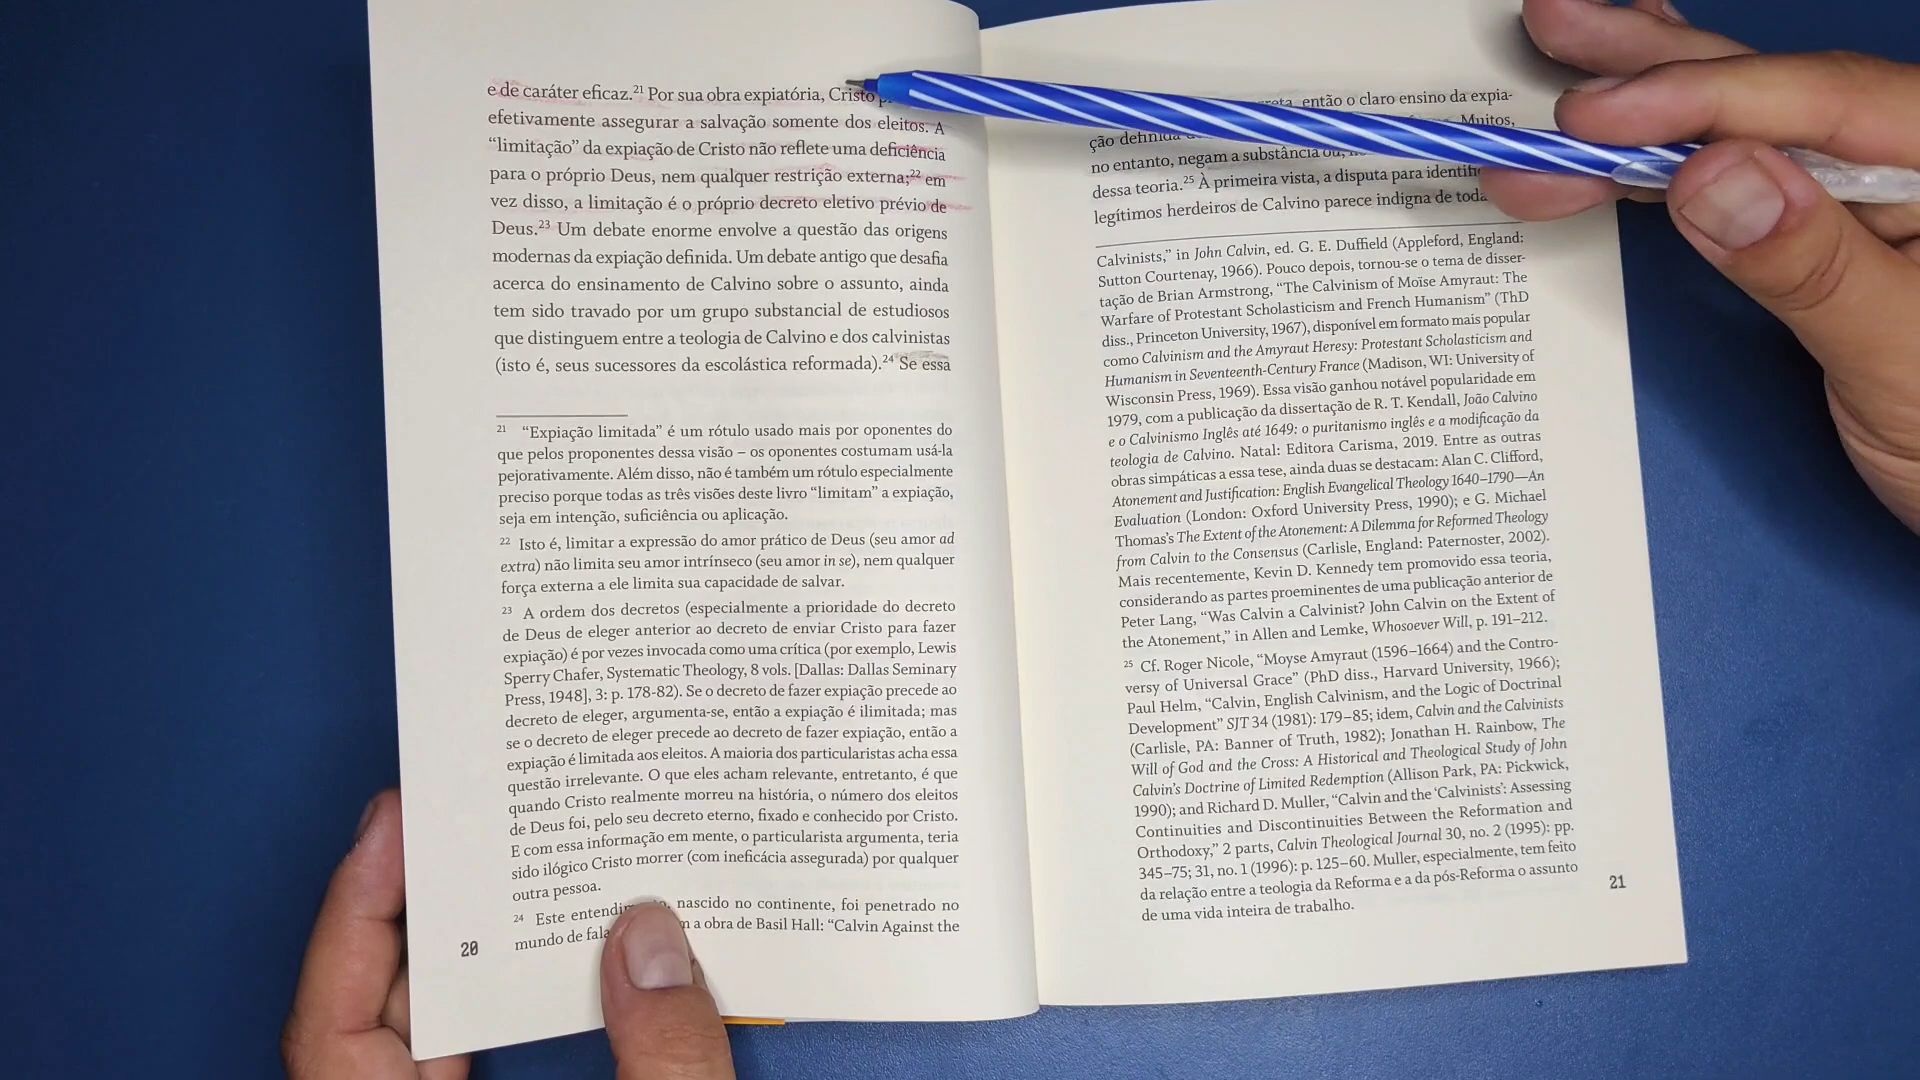 e de caráter eficaz.21 Por sua obra expiatória, Cristo
efetivamente assegurar a salvação somente dos eleitos. A
“limitação” da expiação de Cristo não reflete uma deficiência
para o próprio Deus, nem qualquer restrição externa;22 em
vez disso, a limitação é o próprio decreto eletivo prévio de
Deus.23 Um debate enorme envolve a questão das origens
modernas da expiação definida. Um debate antigo que desafia
acerca do ensinamento de Calvino sobre o assunto, ainda
tem sido travado por um grupo substancial de estudiosos
que distinguem entre a teologia de Calvino e dos calvinistas
(isto é, seus sucessores da escolástica reformada).24 Se essa
21 “Expiação limitada” é um rótulo usado mais por oponentes do
que pelos proponentes dessa visão – os oponentes costumam usá-la
pejorativamente. Além disso, não é também um rótulo especialmente
preciso porque todas as três visões deste livro “limitam” a expiação,
seja em intenção, suficiência ou aplicação.
22 Isto é, limitar a expressão do amor prático de Deus (seu amor ad
extra) não limita seu amor intrínseco (seu amor in se), nem qualquer
força externa a ele limita sua capacidade de salvar.
23 A ordem dos decretos (especialmente a prioridade do decreto
de Deus de eleger anterior ao decreto de enviar Cristo para fazer
expiação) é por vezes invocada como uma crítica (por exemplo, Lewis
Sperry Chafer, Systematic Theology, 8 vols. [Dallas: Dallas Seminary
Press, 1948], 3: p. 178-82). Se o decreto de fazer expiação precede ao
decreto de eleger, argumenta-se, então a expiação é ilimitada; mas
se o decreto de eleger precede ao decreto de fazer expiação, então a
expiação é limitada aos eleitos. A maioria dos particularistas acha essa
questão irrelevante. O que eles acham relevante, entretanto, é que
quando Cristo realmente morreu na história, o número dos eleitos
de Deus foi, pelo seu decreto eterno, fixado e conhecido por Cristo.
E com essa informação em mente, o particularista argumenta, teria
sido ilógico Cristo morrer (com ineficácia assegurada) por qualquer
outra pessoa.
24 Este nascido no continente, foi penetrado no
mundo de a obra de Basil Hall: “Calvin Against the
20
então o claro ensino da expia-
ção Muitos,
no entanto, negam a substância
dessa teoria.25 À primeira vista, a disputa para
legítimos herdeiros de Calvino parece indigna de
Calvinists,” in John Calvin, ed. G. E. Duffield (Appleford, England:
Sutton Courtenay, 1966). Pouco depois, tornou-se o tema de disser-
tação de Brian Armstrong, “The Calvinism of Moïse Amyraut: The
Warfare of Protestant Scholasticism and French Humanism” (ThD
diss., Princeton University, 1967), disponível em formato mais popular
como Calvinism and the Amyraut Heresy: Protestant Scholasticism and
Humanism in Seventeenth-Century France (Madison, WI: University of
Wisconsin Press, 1969). Essa visão ganhou notável popularidade em
1979, com a publicação da dissertação de R. T. Kendall, João Calvino
e o Calvinismo Inglês até 1649: o puritanismo inglês e a modificação da
teologia de Calvino. Natal: Editora Carisma, 2019. Entre as outras
obras simpáticas a essa tese, ainda duas se destacam: Alan C. Clifford,
Atonement and Justification: English Evangelical Theology 1640–1790—An
Evaluation (London: Oxford University Press, 1990); e G. Michael
Thomas’s The Extent of the Atonement: A Dilemma for Reformed Theology
from Calvin to the Consensus (Carlisle, England: Paternoster, 2002).
Mais recentemente, Kevin D. Kennedy tem promovido essa teoria,
considerando as partes proeminentes de uma publicação anterior de
Peter Lang, “Was Calvin a Calvinist? John Calvin on the Extent of
the Atonement,” in Allen and Lemke, Whosoever Will, p. 191–212.
25 Cf. Roger Nicole, “Moyse Amyraut (1596–1664) and the Contro-
versy of Universal Grace” (PhD diss., Harvard University, 1966);
Paul Helm, “Calvin, English Calvinism, and the Logic of Doctrinal
Development” SJT 34 (1981): 179–85; idem, Calvin and the Calvinists
(Carlisle, PA: Banner of Truth, 1982); Jonathan H. Rainbow, The
Will of God and the Cross: A Historical and Theological Study of John
Calvin’s Doctrine of Limited Redemption (Allison Park, PA: Pickwick,
1990); and Richard D. Muller, “Calvin and the ‘Calvinists’: Assessing
Continuities and Discontinuities Between the Reformation and
Orthodoxy,” 2 parts, Calvin Theological Journal 30, no. 2 (1995): pp.
345–75; 31, no. 1 (1996): p. 125–60. Muller, especialmente, tem feito
da relação entre a teologia da Reforma e a da pós-Reforma o assunto
de uma vida inteira de trabalho.
21